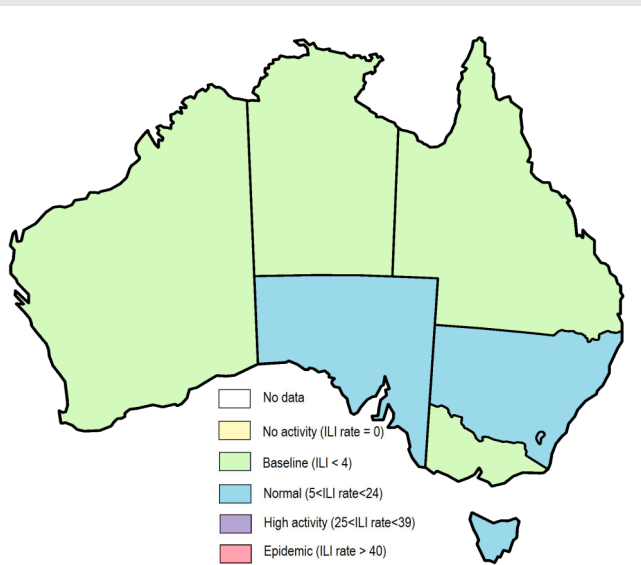 No data
No activity (ILI rate = 0)
Baseline (ILI < 4)
Normal (5<ILI rate<24)
High activity (25<ILI rate<39)
Epidemic (ILI rate > 40)